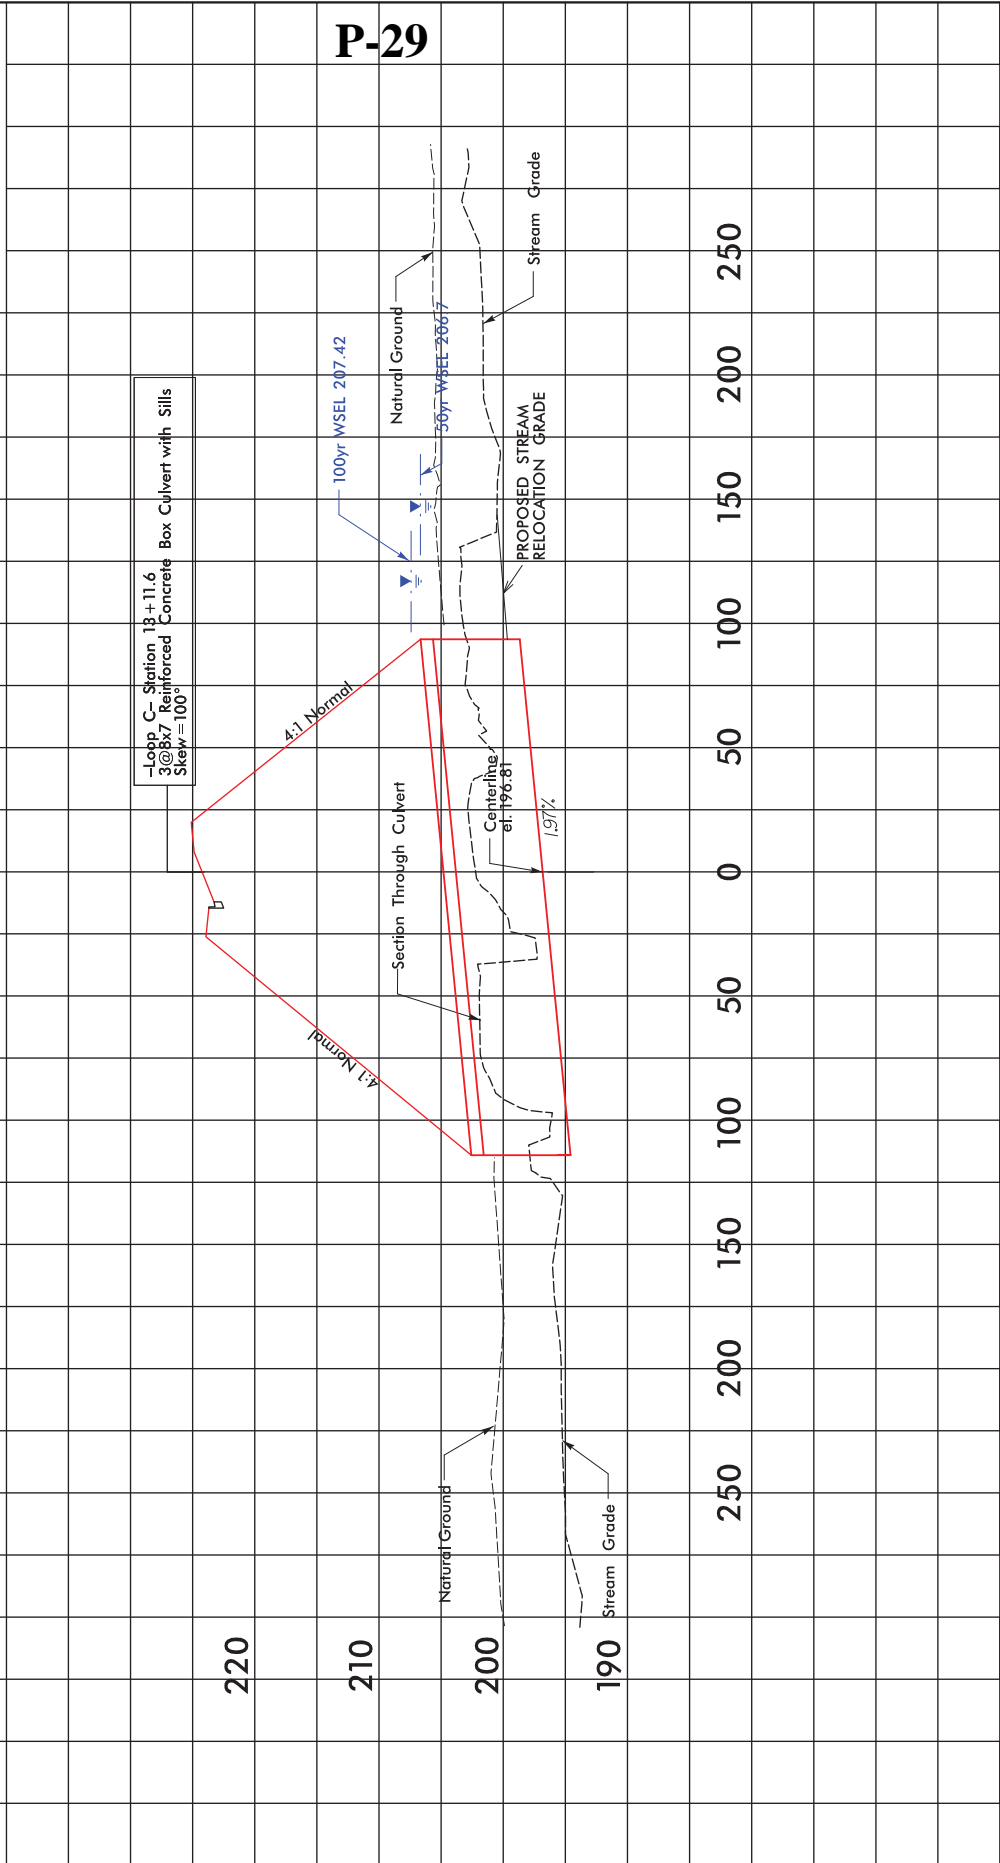 P-29
-Loop C- Station 13+11.6
3@8x7 Reinforced Concrete Box Culvert with Sills
Skew=100°
100yr WSEL 207.42
50yr WSEL 206.7
Natural Ground
Stream Grade
PROPOSED STREAM
RELOCATION GRADE
4:1 Normal
4:1 Normal
Section Through Culvert
Centerline
el. 196.81
1.97%
Natural Ground
Stream Grade
220
210
200
190
250
200
150
100
50
0
50
100
150
200
250